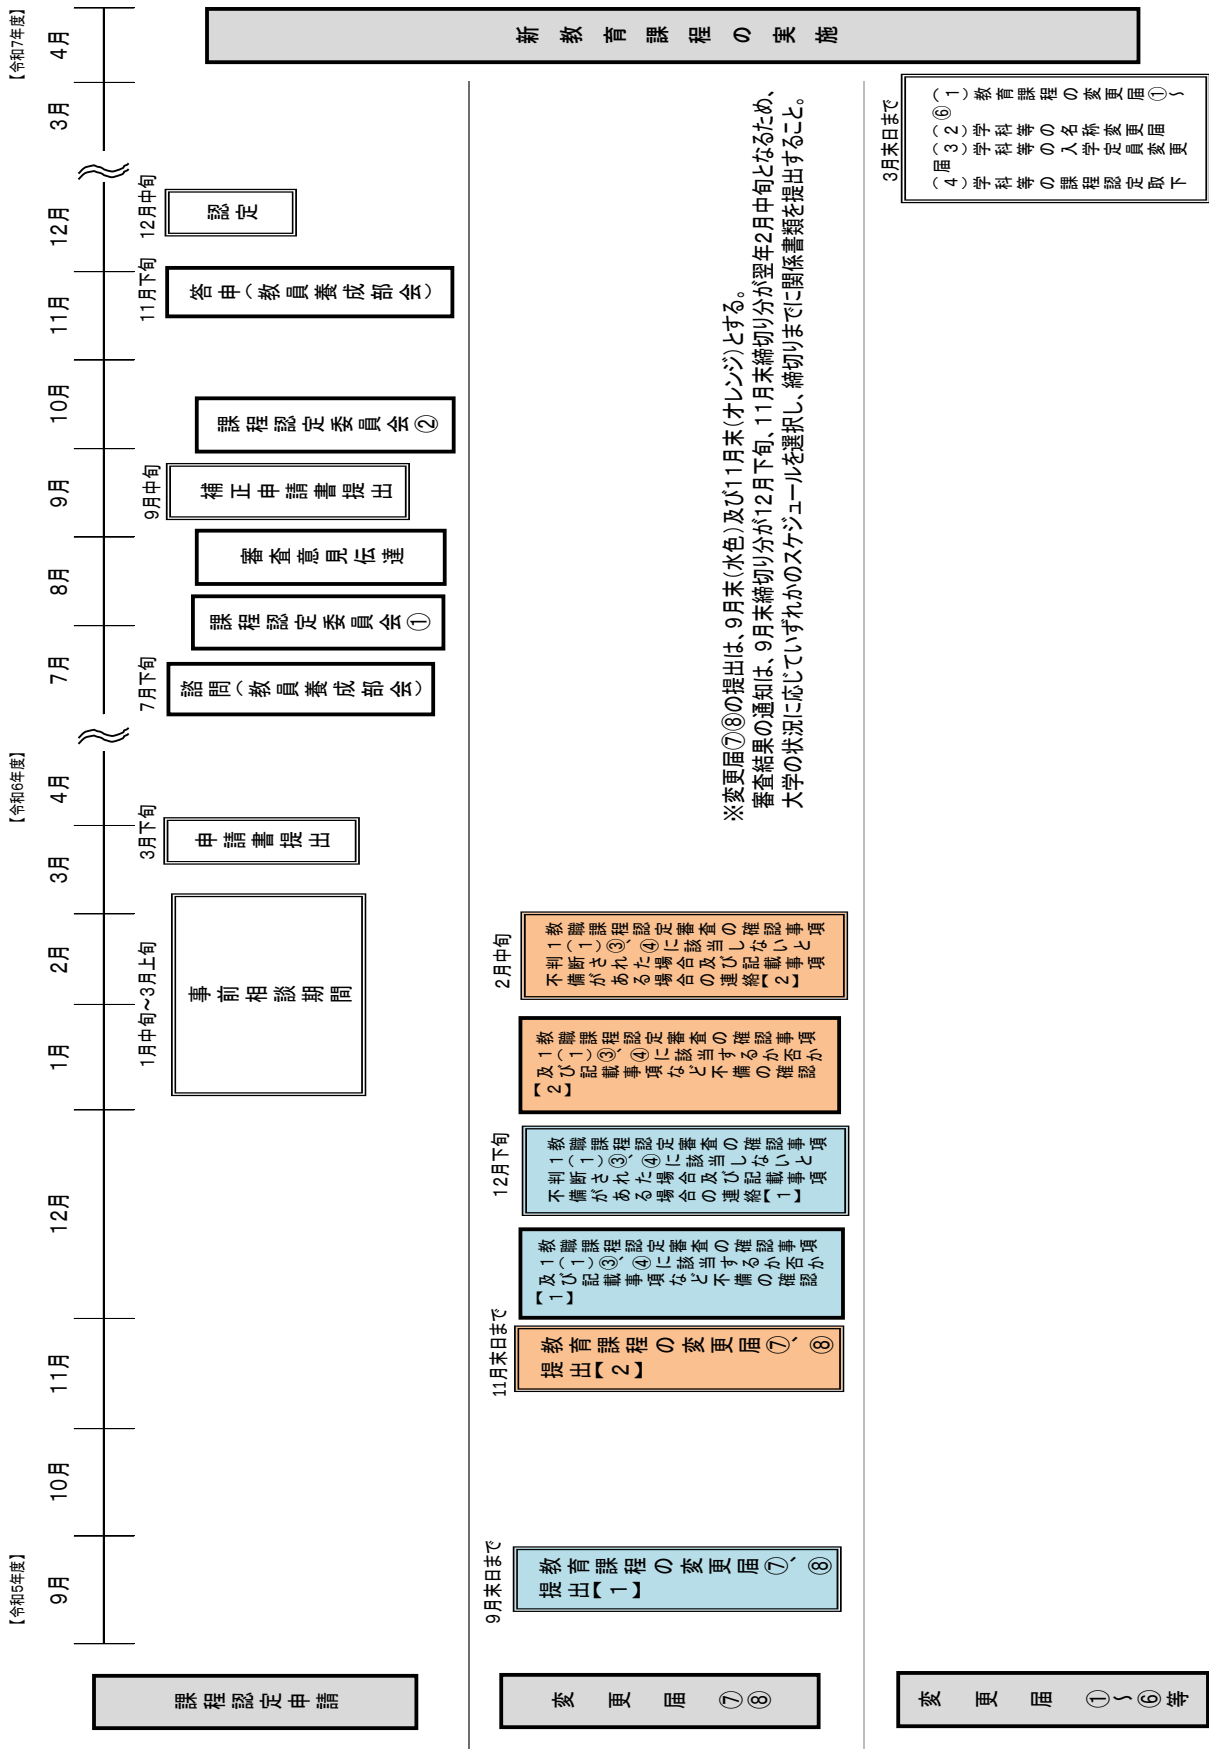 【令和5年度】
【令和6年度】
【令和7年度】
9月
10月
11月
12月
1月
2月
3月
4月
7月
8月
9月
10月
11月
12月
3月
4月
課程認定申請
1月中旬~3月上旬
事前相談期間
3月下旬
申請書提出
7月下旬
諮問(教員養成部会)
課程認定委員会①
審査意見伝達
9月中旬
補正申請書提出
課程認定委員会②
11月下旬
答申(教員養成部会)
12月中旬
認定
新教育課程の実施
変更届⑦⑧
9月末日まで
教育課程の変更届⑦、⑧
提出【1】
11月末日まで
教育課程の変更届⑦、⑧
提出【2】
教職課程認定審査の確認事項
1(1)③、④に該当するか否か
及び記載事項など不備の確認
【1】
12月下旬
教職課程認定審査の確認事項
1(1)③、④に該当しないと
判断された場合及び記載事項
不備がある場合の連絡【1】
教職課程認定審査の確認事項
1(1)③、④に該当するか否か
及び記載事項など不備の確認
【2】
2月中旬
教職課程認定審査の確認事項
1(1)③、④に該当しないと
判断された場合及び記載事項
不備がある場合の連絡【2】
※変更届⑦⑧の提出は、9月末(水色)及び11月末(オレンジ)とする。
審査結果の通知は、9月末締切り分が12月下旬、11月末締切り分が翌年2月中旬となるため、
大学の状況に応じていずれかのスケジュールを選択し、締切りまでに関係書類を提出すること。
変更届①~⑥等
3月末日まで
(1)教育課程の変更届①~
⑥
(2)学科等の名称変更届
(3)学科等の入学定員変更
届
(4)学科等の課程認定取下